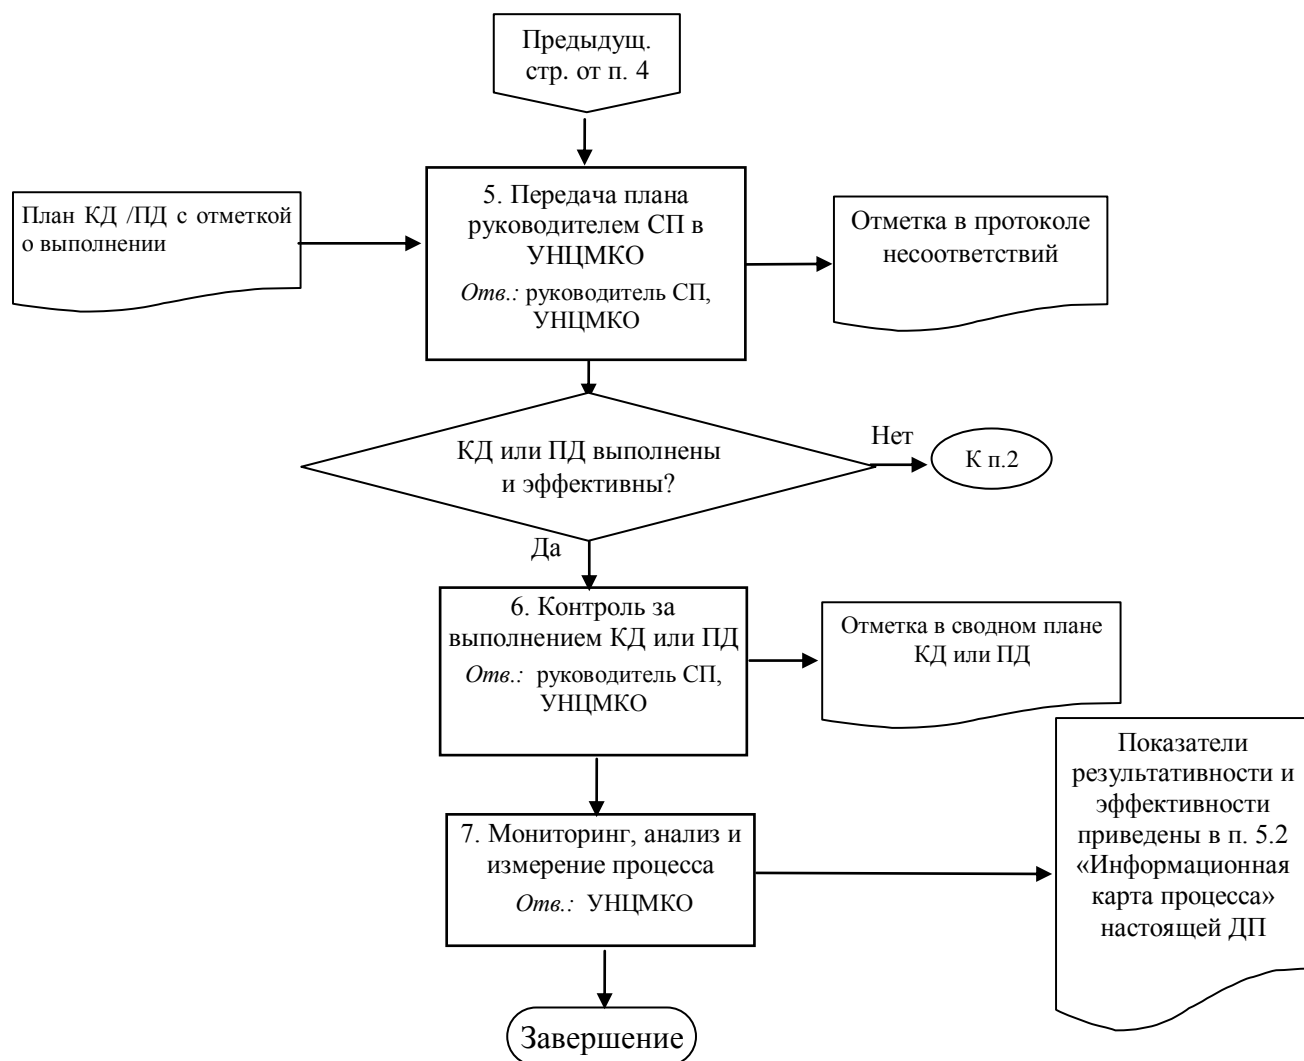 Предыдущ.
стр. от п. 4
План КД /ПД с отметкой
о выполнении
5. Передача плана
руководителем СП в
УНЦМКО
Отв.: руководитель СП,
УНЦМКО
Отметка в протоколе
несоответствий
КД или ПД выполнены
и эффективны?
Нет
К п.2
Да
6. Контроль за
выполнением КД или ПД
Отв.: руководитель СП,
УНЦМКО
Отметка в сводном плане
КД или ПД
7. Мониторинг, анализ и
измерение процесса
Отв.: УНЦМКО
Показатели
результативности и
эффективности
приведены в п. 5.2
«Информационная
карта процесса»
настоящей ДП
Завершение